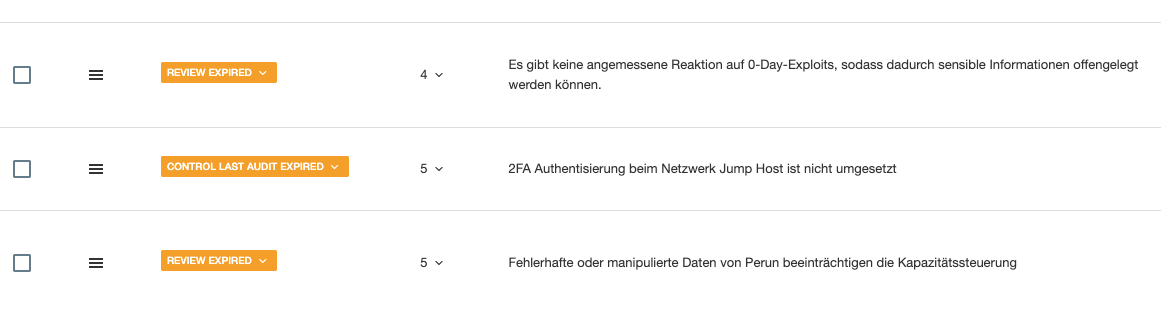 REVIEW EXPIRED
4
Es gibt keine angemessene Reaktion auf 0-Day-Exploits, sodass dadurch sensible Informationen offengelegt
werden können.
CONTROL LAST AUDIT EXPIRED
5
2FA Authentisierung beim Netzwerk Jump Host ist nicht umgesetzt
REVIEW EXPIRED
5
Fehlerhafte oder manipulierte Daten von Perun beeinträchtigen die Kapazitätssteuerung